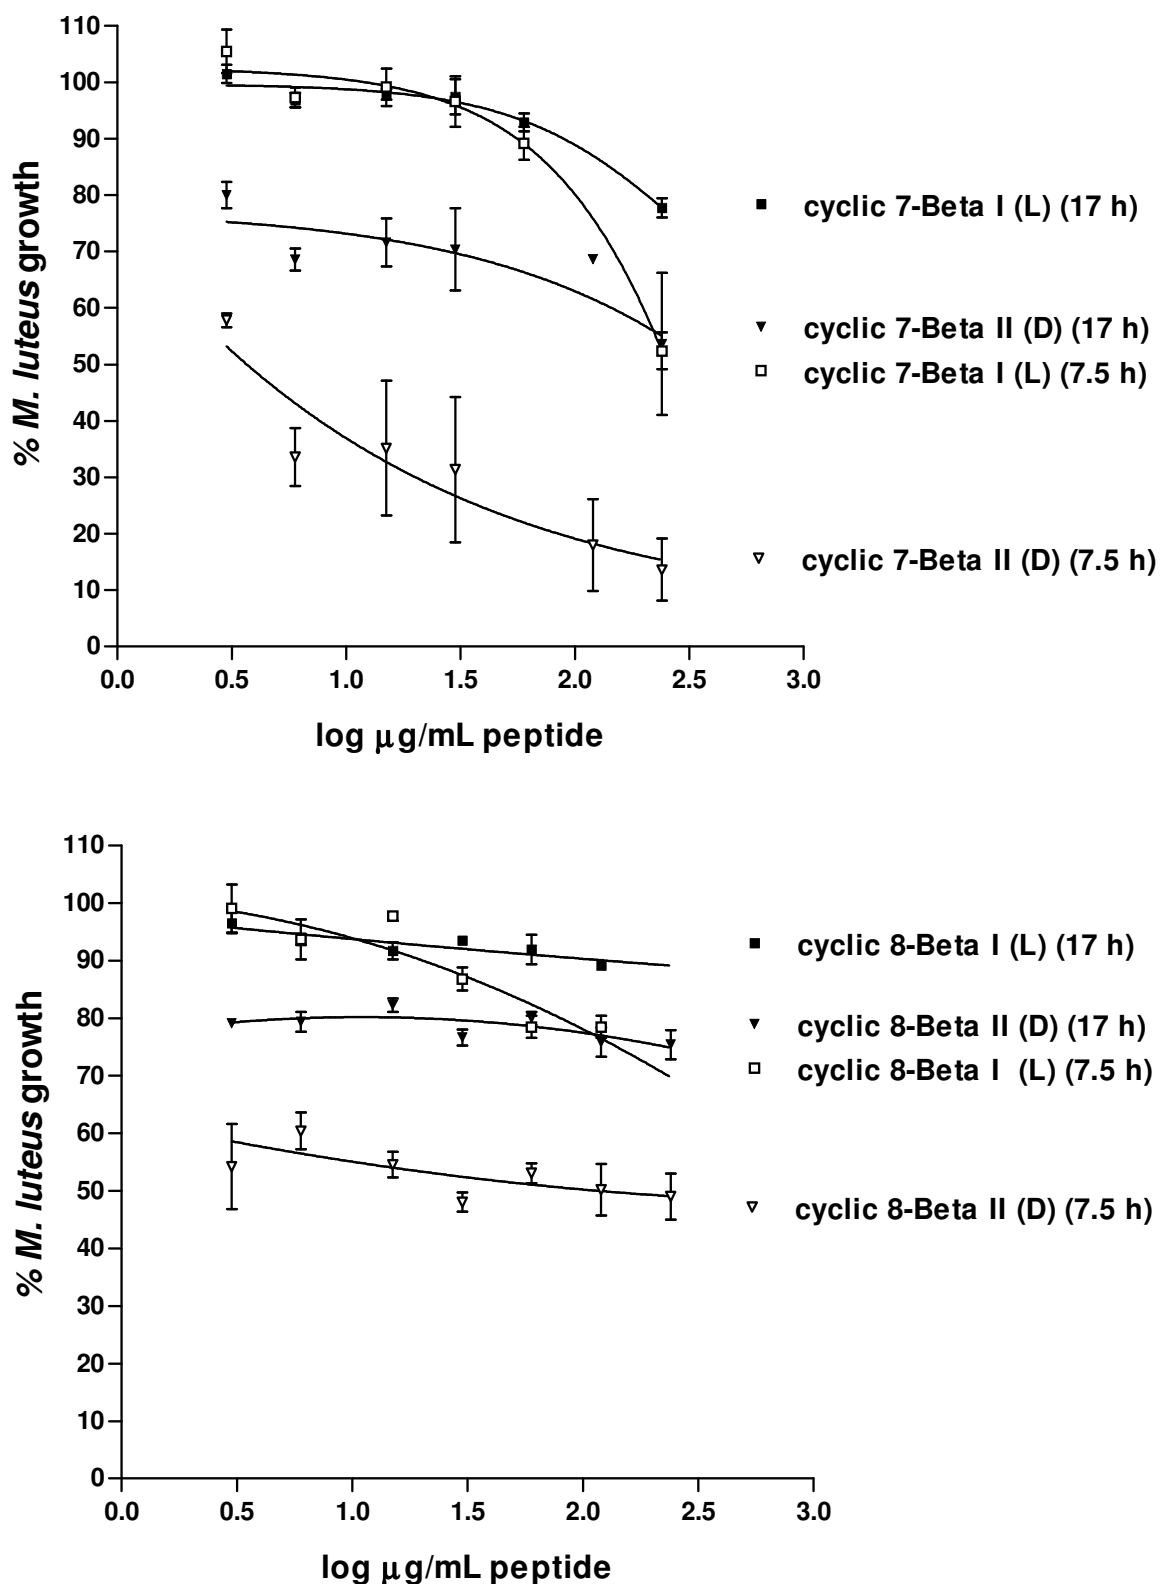 110
100
90
80
70
60
50
40
30
20
10
0
% M. luteus growth
0.0 0.5 1.0 1.5 2.0 2.5 3.0
log μg/mL peptide
cyclic 7-Beta I (L) (17 h)
cyclic 7-Beta II (D) (17 h)
cyclic 7-Beta I (L) (7.5 h)
cyclic 7-Beta II (D) (7.5 h)
110
100
90
80
70
60
50
40
30
20
10
0
% M. luteus growth
0.0 0.5 1.0 1.5 2.0 2.5 3.0
log μg/mL peptide
cyclic 8-Beta I (L) (17 h)
cyclic 8-Beta II (D) (17 h)
cyclic 8-Beta I (L) (7.5 h)
cyclic 8-Beta II (D) (7.5 h)